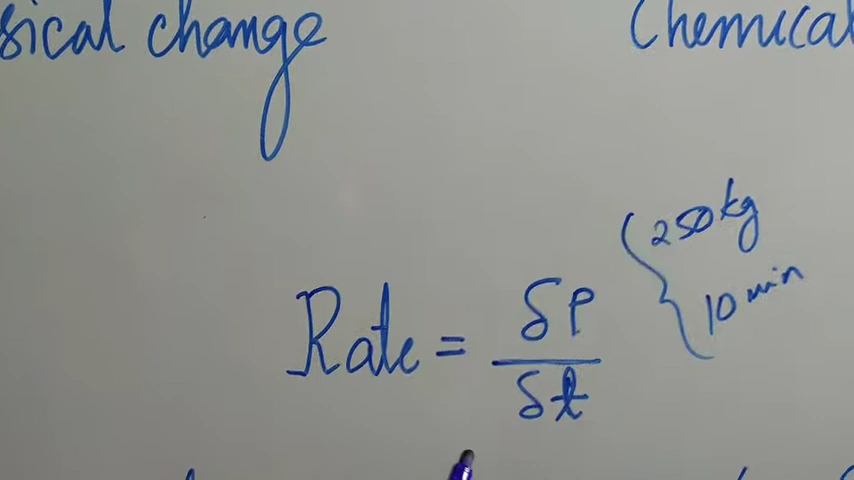 sical change
Chemical
250 kg
10 min
Rate = δP
δt